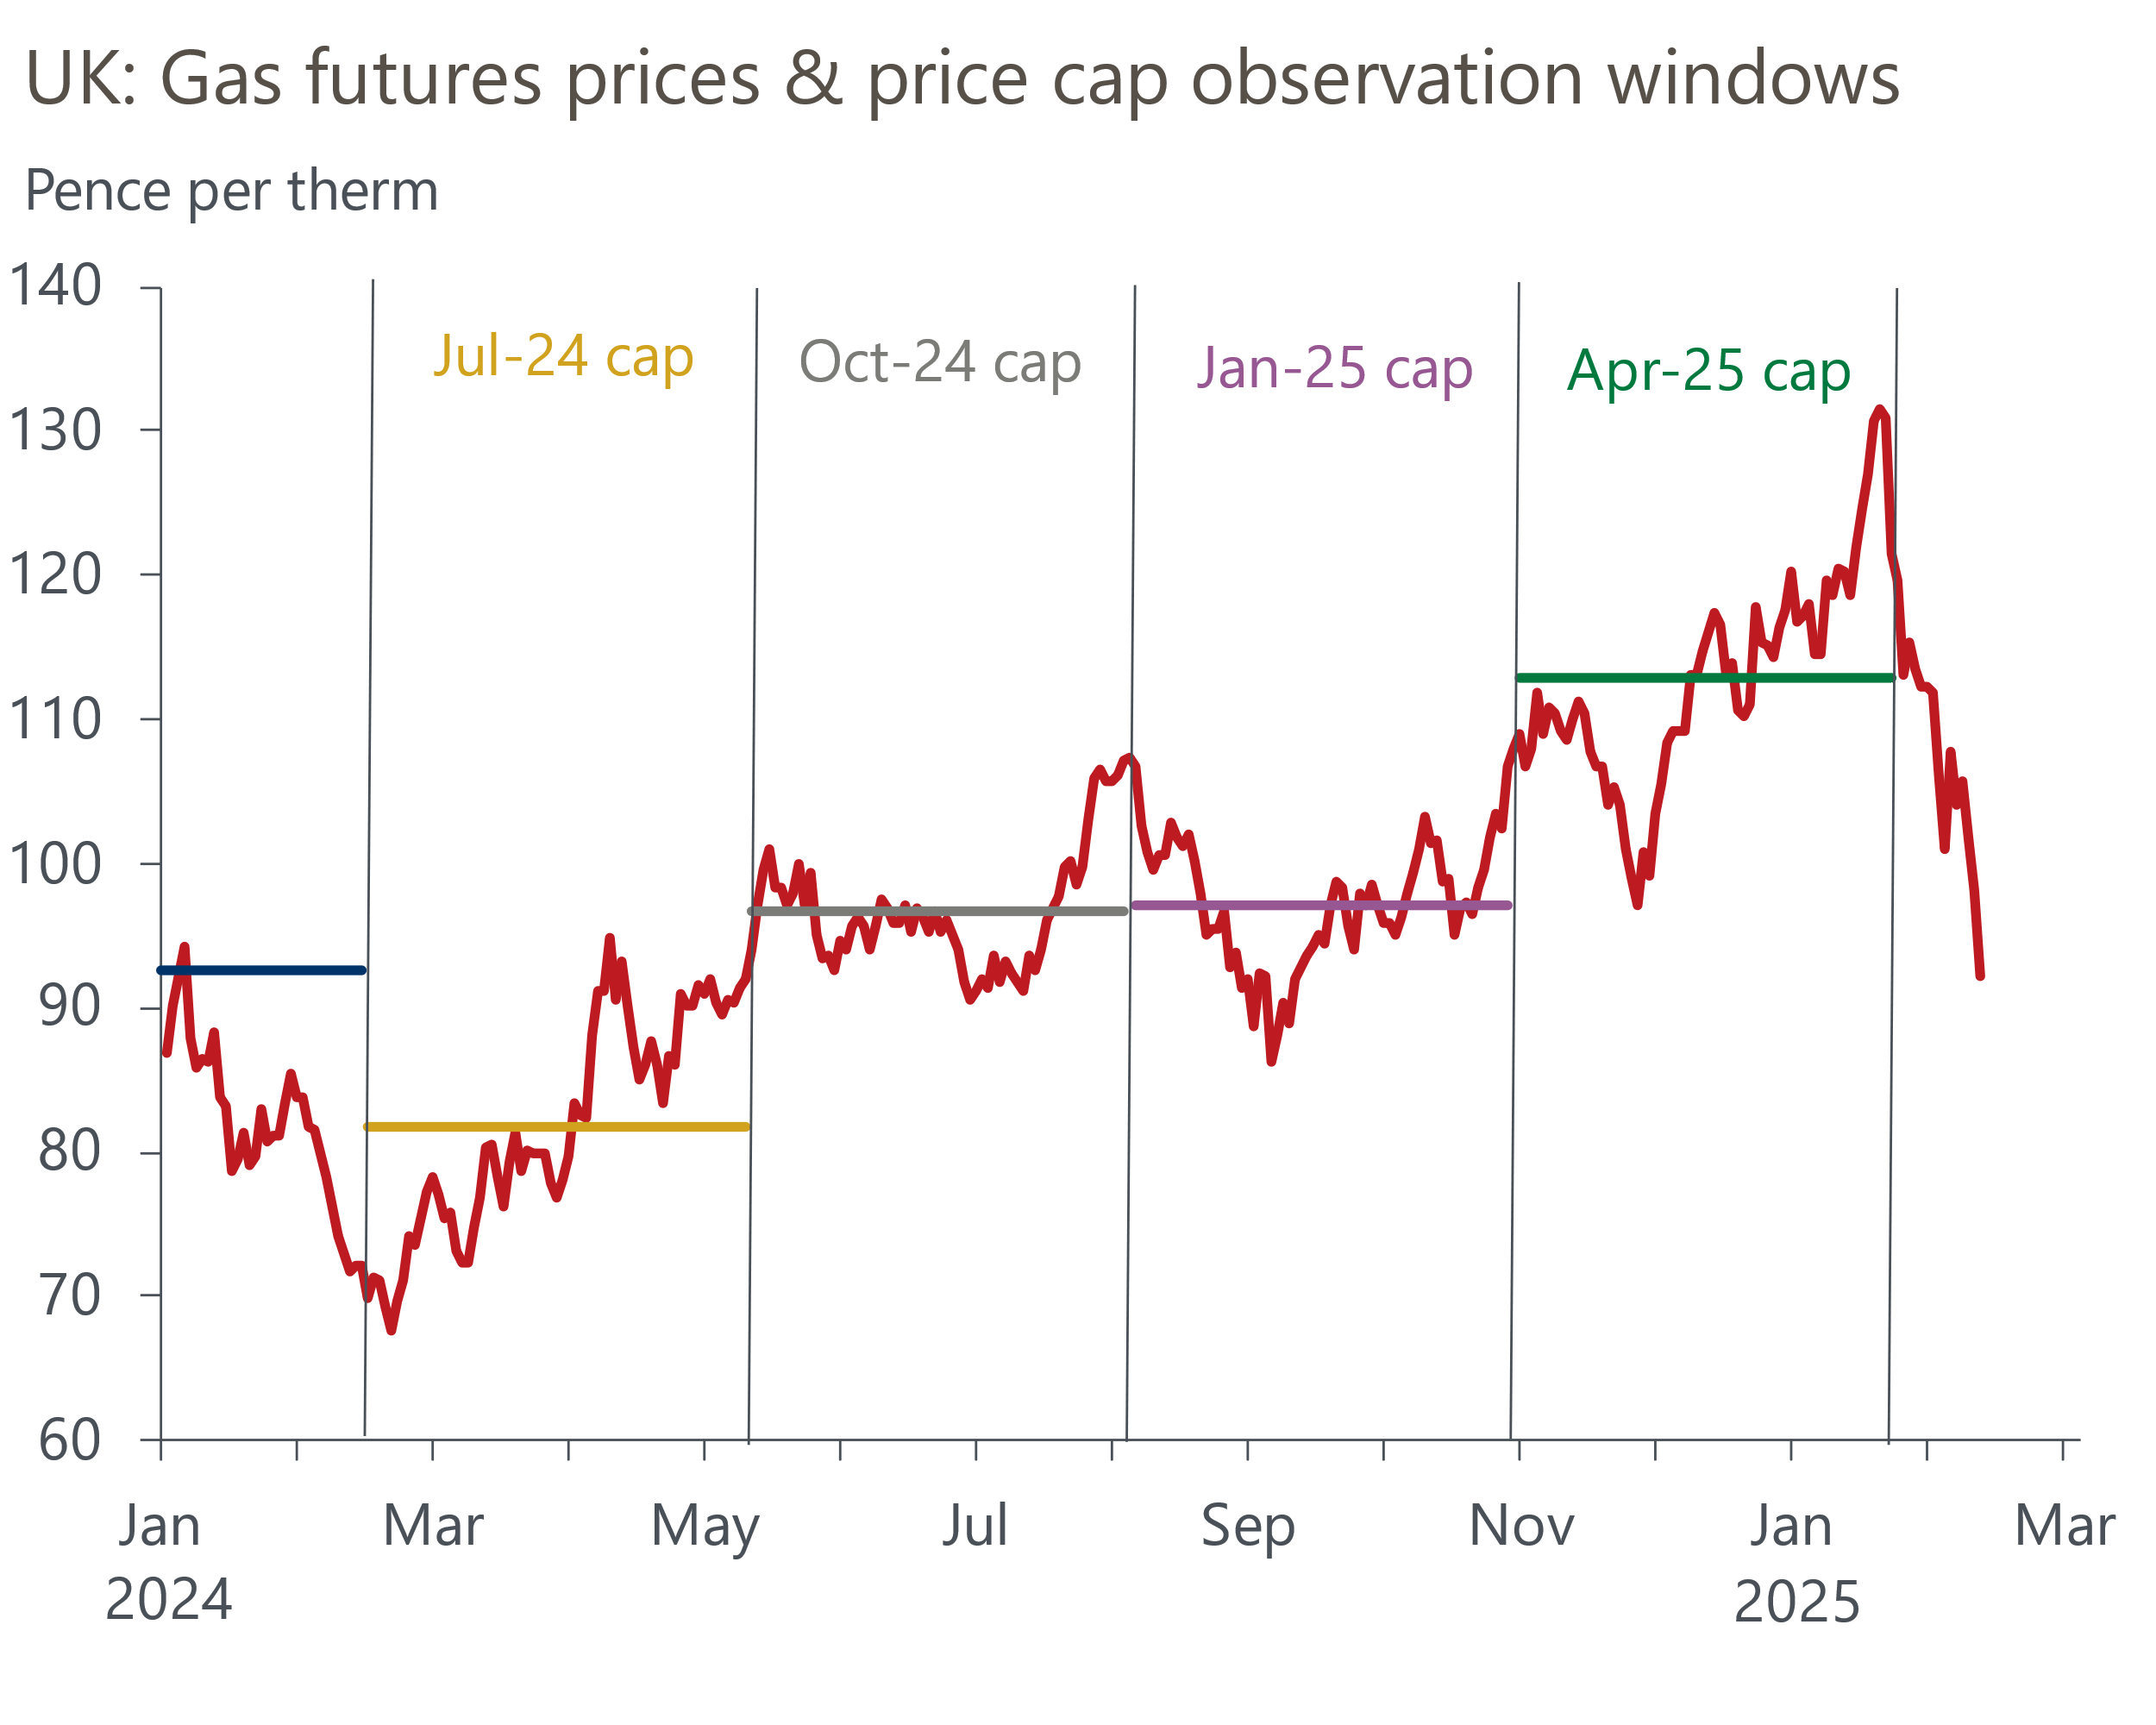 UK: Gas futures prices & price cap observation windows
Pence per therm
140
130
120
110
100
90
80
70
60
Jul-24 cap
Oct-24 cap
Jan-25 cap
Apr-25 cap
Jan Mar May Jul Sep Nov Jan Mar
2024 2025